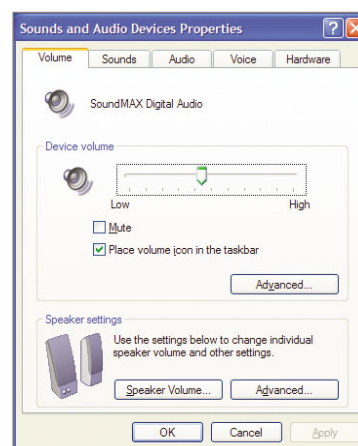 Sounds and Audio Devices Properties
Volume Sounds Audio Voice Hardware
SoundMAX Digital Audio
Device volume
Low High
Mute
Place volume icon in the taskbar
Advanced...
Speaker settings
Use the settings below to change individual
speaker volume and other settings.
Speaker Volume... Advanced...
OK Cancel Apply